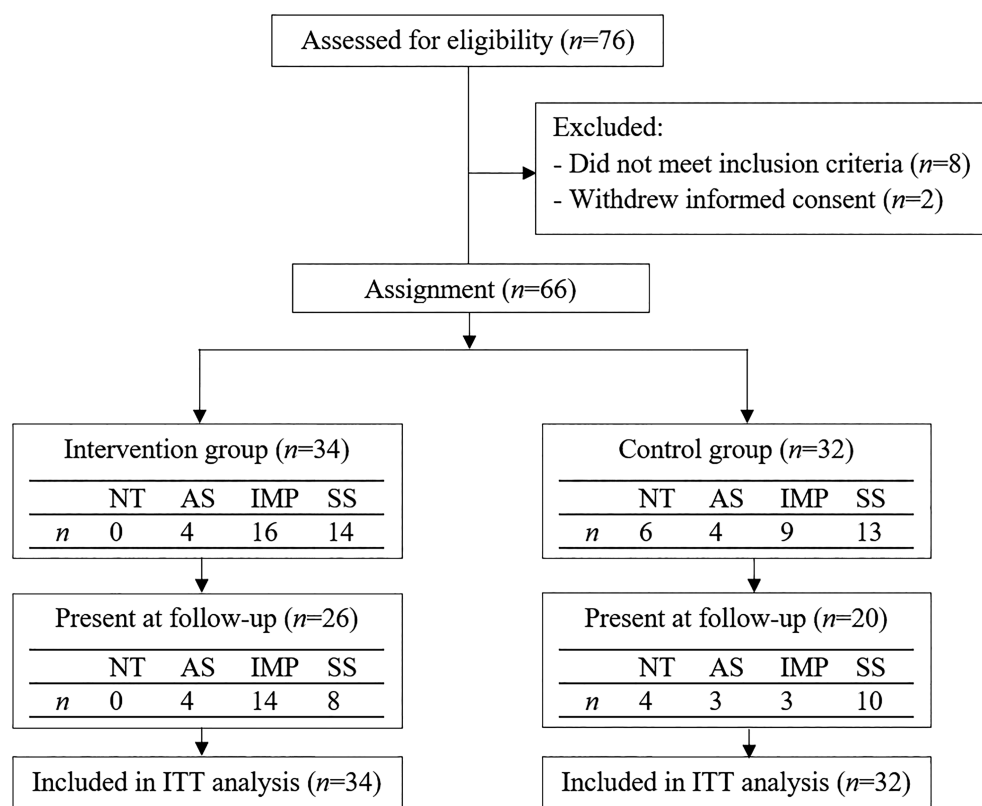 Assessed for eligibility (n=76)
Excluded:
- Did not meet inclusion criteria (n=8)
- Withdrew informed consent (n=2)
Assignment (n=66)
Intervention group (n=34)
NT AS IMP SS
n 0 4 16 14
Control group (n=32)
NT AS IMP SS
n 6 4 9 13
Present at follow-up (n=26)
NT AS IMP SS
n 0 4 14 8
Present at follow-up (n=20)
NT AS IMP SS
n 4 3 3 10
Included in ITT analysis (n=34)
Included in ITT analysis (n=32)